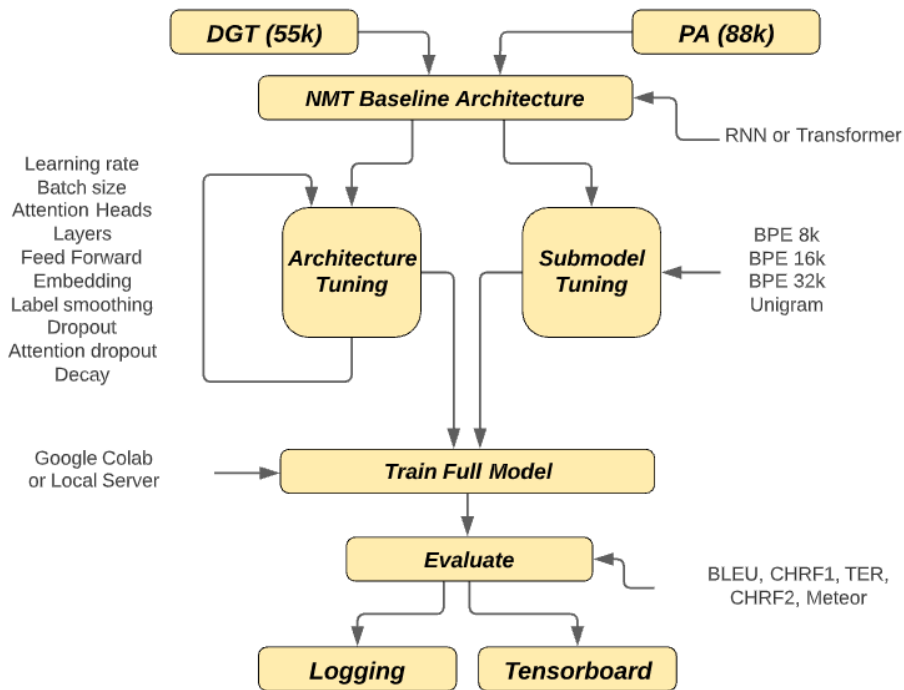 DGT (55k)
PA (88k)
NMT Baseline Architecture
RNN or Transformer
Learning rate
Batch size
Attention Heads
Layers
Feed Forward
Embedding
Label smoothing
Dropout
Attention dropout
Decay
Architecture
Tuning
Submodel
Tuning
BPE 8k
BPE 16k
BPE 32k
Unigram
Google Colab
or Local Server
Train Full Model
Evaluate
BLEU, CHRF1, TER,
CHRF2, Meteor
Logging
Tensorboard